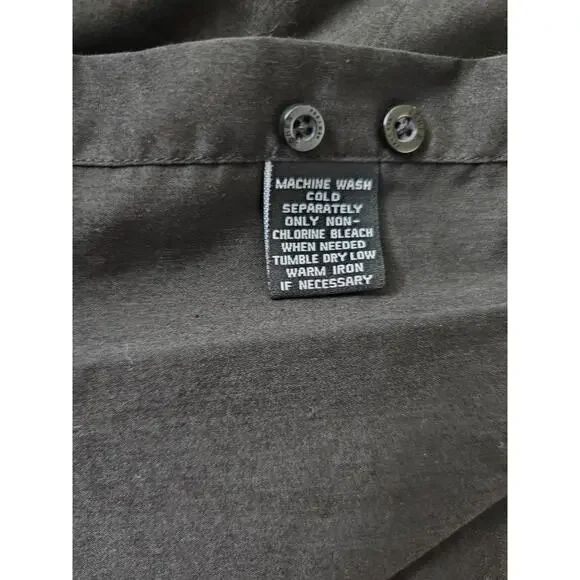 MACHINE WASH
COLD
SEPARATELY
ONLY NON-
CHLORINE BLEACH
WHEN NEEDED
TUMBLE DRY LOW
WARM IRON
IF NECESSARY